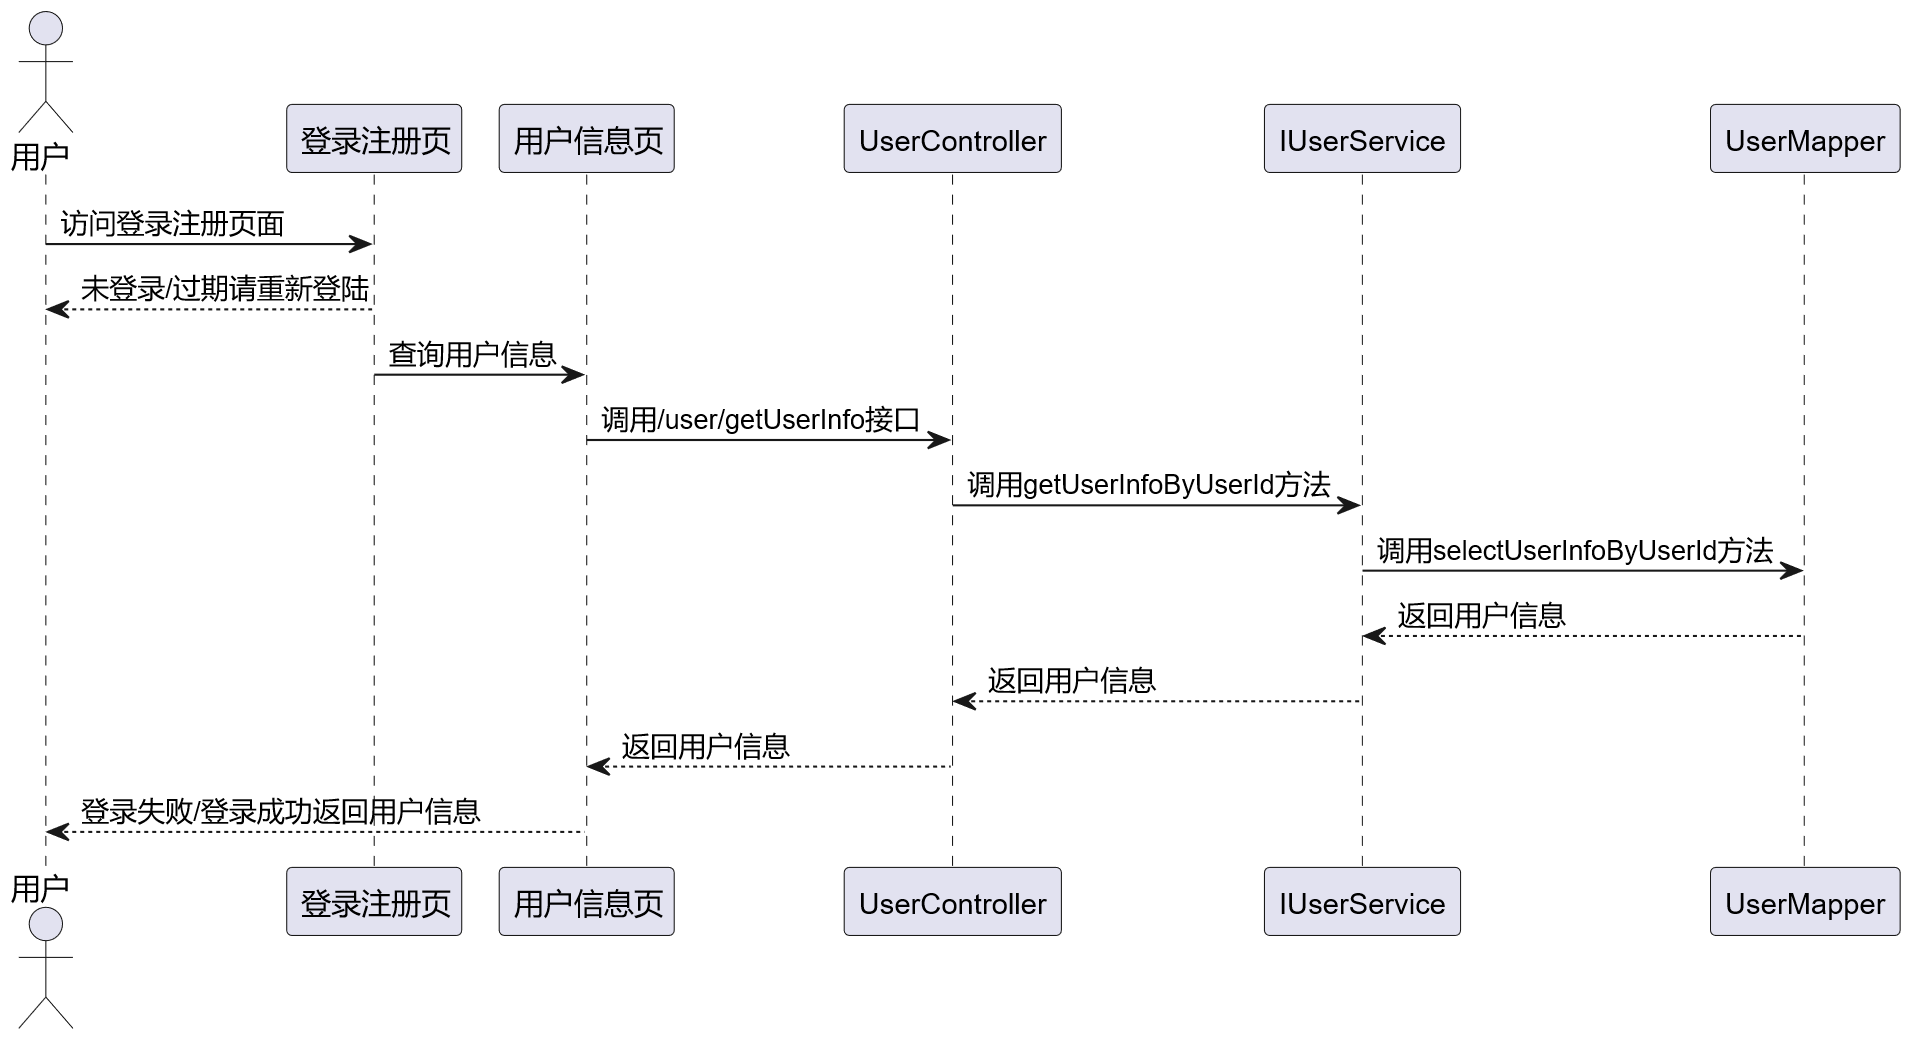 用户
登录注册页
用户信息页
UserController
IUserService
UserMapper
访问登录注册页面
未登录/过期请重新登陆
查询用户信息
调用/user/getUserInfo接口
调用getUserInfoByUserId方法
调用selectUserInfoByUserId方法
返回用户信息
返回用户信息
返回用户信息
登录失败/登录成功返回用户信息
用户
登录注册页
用户信息页
UserController
IUserService
UserMapper